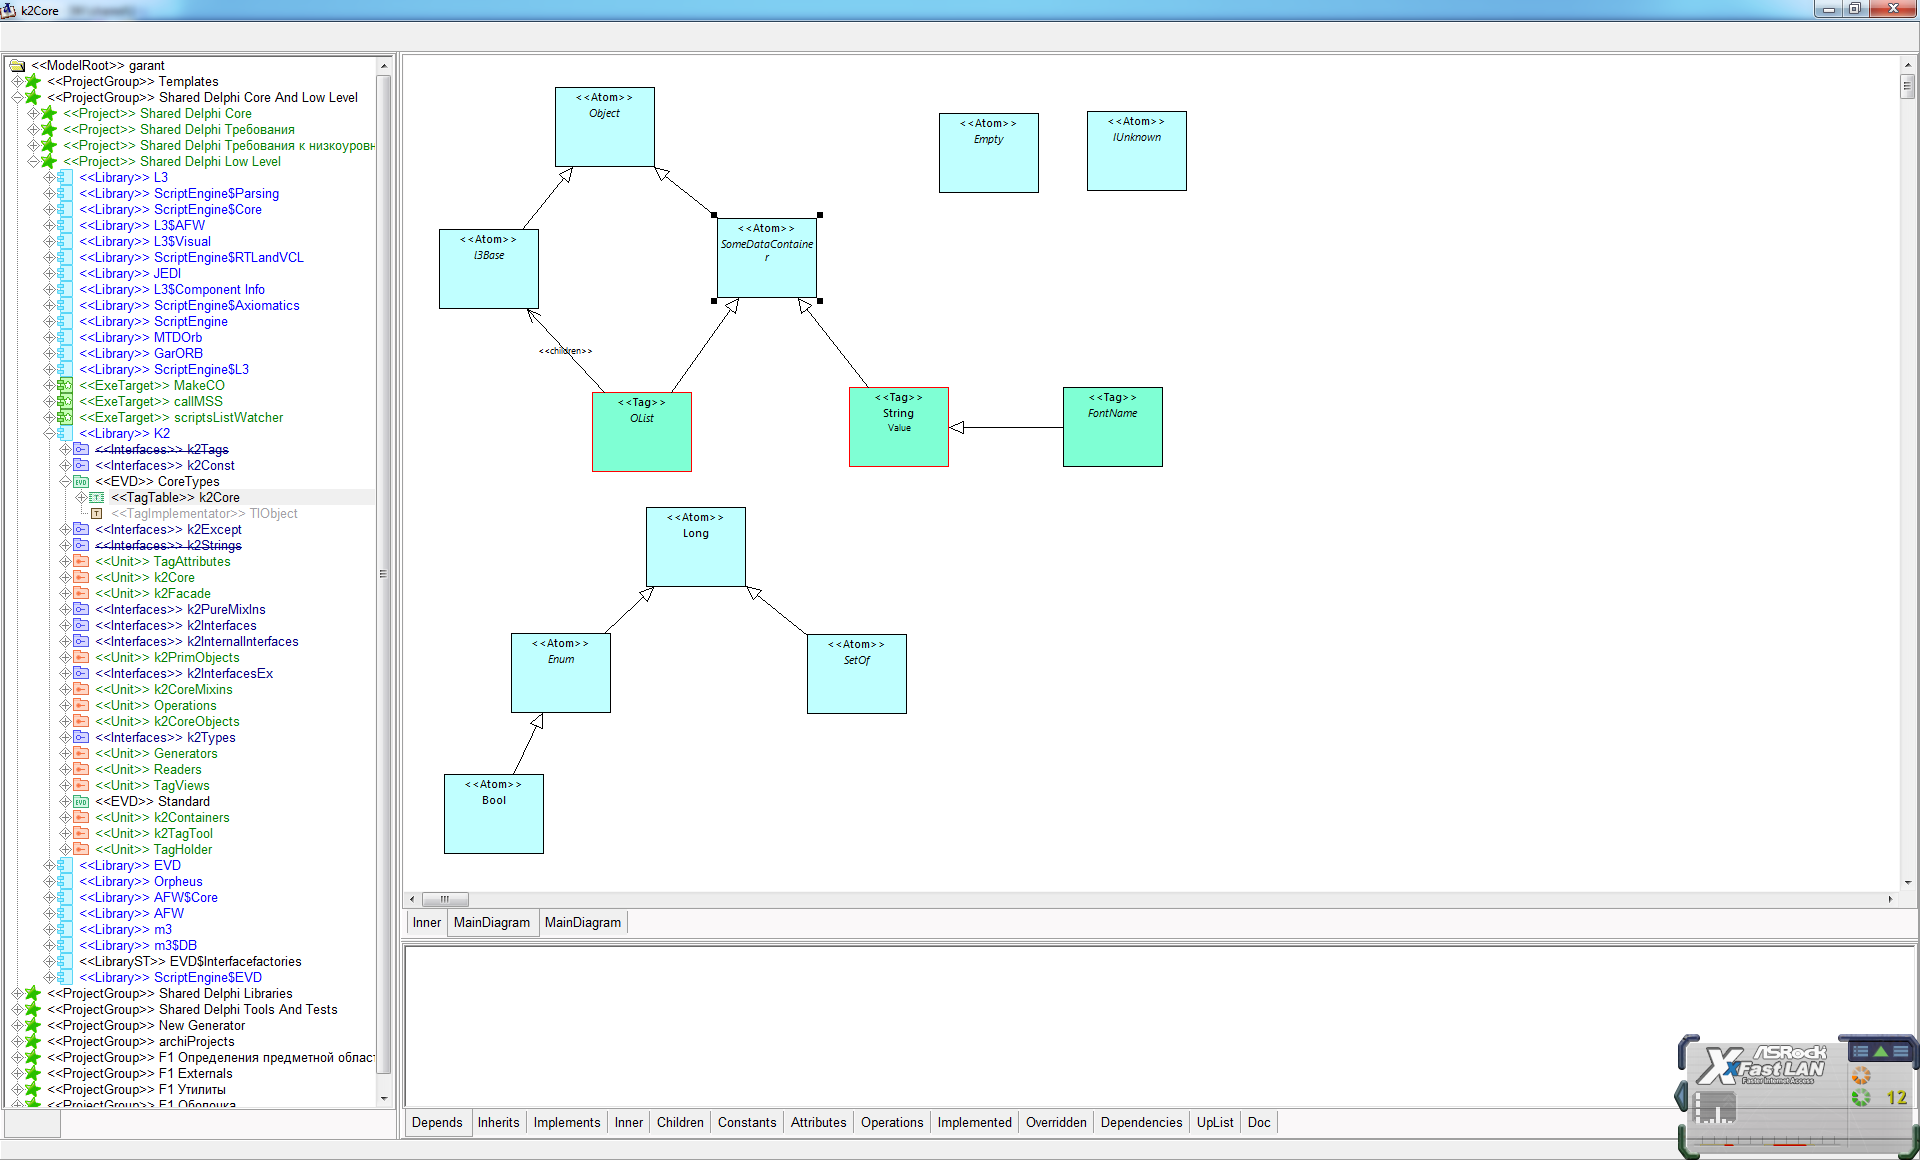 k2Core
<<ModelRoot>> garant
<<ProjectGroup>> Templates
<<ProjectGroup>> Shared Delphi Core And Low Level
<<Project>> Shared Delphi Core
<<Project>> Shared Delphi Требования
<<Project>> Shared Delphi Требования к низкоуровн
<<Project>> Shared Delphi Low Level
<<Library>> L3
<<Library>> ScriptEngine$Parsing
<<Library>> ScriptEngine$Core
<<Library>> L3$AFW
<<Library>> L3$Visual
<<Library>> ScriptEngine$RTLandVCL
<<Library>> JEDI
<<Library>> L3$Component Info
<<Library>> ScriptEngine$Axiomatics
<<Library>> ScriptEngine
<<Library>> MTDOrb
<<Library>> GarORB
<<Library>> ScriptEngine$L3
<<ExeTarget>> MakeCO
<<ExeTarget>> callMSS
<<ExeTarget>> scriptsListWatcher
<<Library>> K2
<<Interfaces>> k2Tags
<<Interfaces>> k2Const
<<EVD>> CoreTypes
<<TagTable>> k2Core
<<TagImplementator>> TIObject
<<Interfaces>> k2Except
<<Interfaces>> k2Strings
<<Unit>> TagAttributes
<<Unit>> k2Core
<<Unit>> k2Facade
<<Interfaces>> k2PureMixIns
<<Interfaces>> k2Interfaces
<<Interfaces>> k2InternalInterfaces
<<Unit>> k2PrimObjects
<<Interfaces>> k2InterfacesEx
<<Unit>> k2CoreMixins
<<Unit>> Operations
<<Unit>> k2CoreObjects
<<Interfaces>> k2Types
<<Unit>> Generators
<<Unit>> Readers
<<Unit>> TagViews
<<EVD>> Standard
<<Unit>> k2Containers
<<Unit>> k2TagTool
<<Unit>> TagHolder
<<Library>> EVD
<<Library>> Orpheus
<<Library>> AFW$Core
<<Library>> AFW
<<Library>> m3
<<Library>> m3$DB
<<LibraryST>> EVD$Interfacefactories
<<Library>> ScriptEngine$EVD
<<ProjectGroup>> Shared Delphi Libraries
<<ProjectGroup>> Shared Delphi Tools And Tests
<<ProjectGroup>> New Generator
<<ProjectGroup>> archiProjects
<<ProjectGroup>> F1 Определения предметной област
<<ProjectGroup>> F1 Externals
<<ProjectGroup>> F1 Утилиты
<<ProjectGroup>> F1 Оболочка
<<Atom>>
Object
<<Atom>>
Empty
<<Atom>>
IUnknown
<<Atom>>
l3Base
<<Atom>>
SomeDataContaine
r
<<children>>
<<Tag>>
OList
<<Tag>>
String
Value
<<Tag>>
FontName
<<Atom>>
Long
<<Atom>>
Enum
<<Atom>>
SetOf
<<Atom>>
Bool
Inner MainDiagram MainDiagram
Depends Inherits Implements Inner Children Constants Attributes Operations Implemented Overridden Dependencies UpList Doc
ASRock
XFast LAN
Faster Internet Access
12